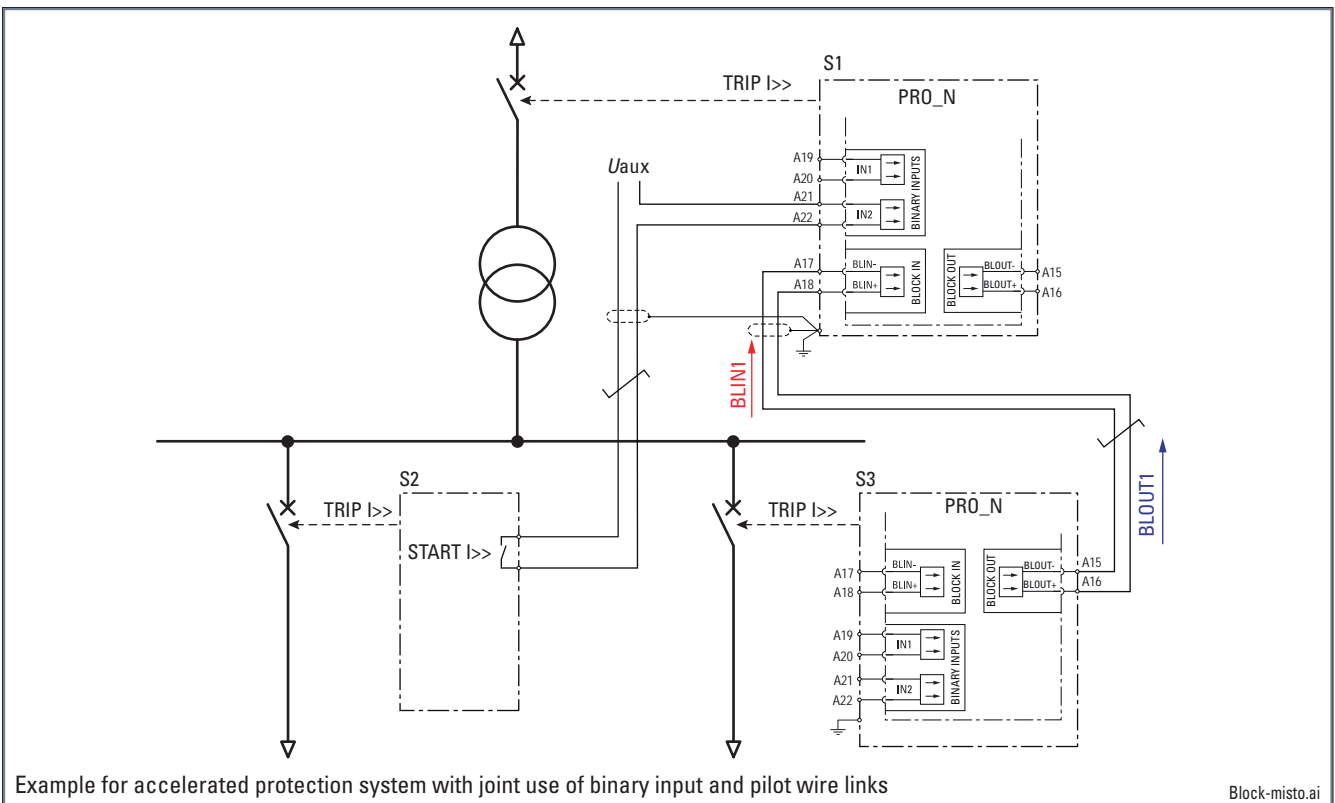 S1
TRIP I>>
PRO_N
Uaux
A19
IN1
A20
A21
IN2
A22
BINARY INPUTS
A17
BLIN-
A18
BLIN+
BLOCK IN
BLOCK OUT
BLOUT-
A15
BLOUT+
A16
BLIN1
BLOUT1
S2
TRIP I>>
START I>>
S3
TRIP I>>
PRO_N
A17
BLIN-
A18
BLIN+
BLOCK IN
BLOCK OUT
BLOUT-
A15
BLOUT+
A16
A19
IN1
A20
A21
IN2
A22
BINARY INPUTS
Example for accelerated protection system with joint use of binary input and pilot wire links
Block-misto.ai